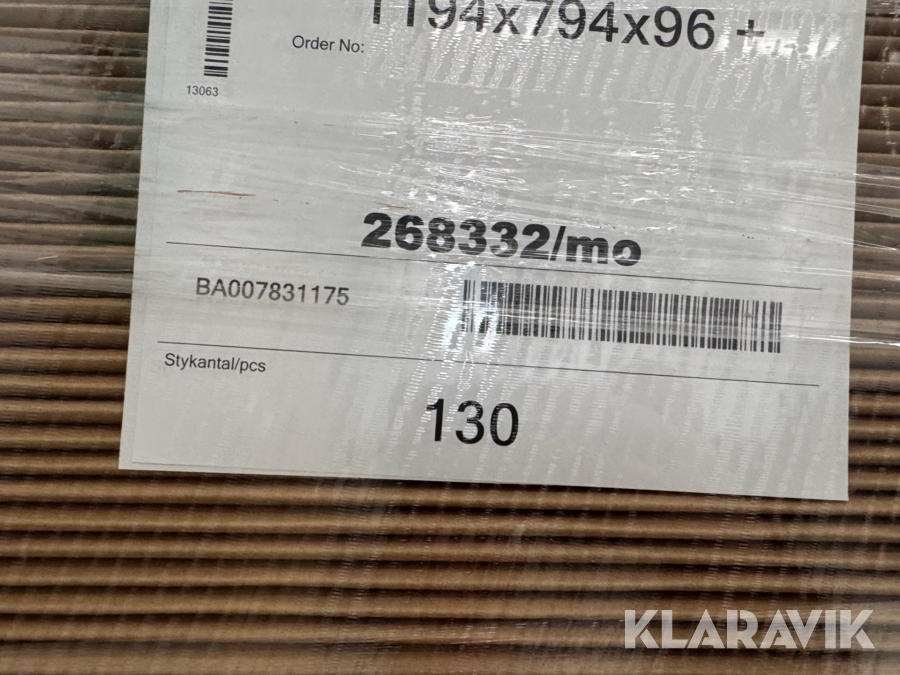 1194x794x96 +
Order No:
13063
268332/mo
BA007831175
Stykantal/pcs
130
KLARAVIK